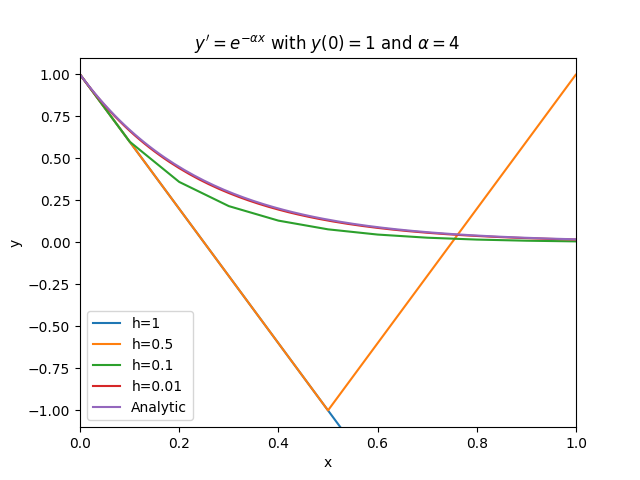 y′ = e^{−αx} with y(0) = 1 and α = 4
y
1.00
0.75
0.50
0.25
0.00
−0.25
−0.50
−0.75
−1.00
h=1
h=0.5
h=0.1
h=0.01
Analytic
0.0 0.2 0.4 0.6 0.8 1.0
x